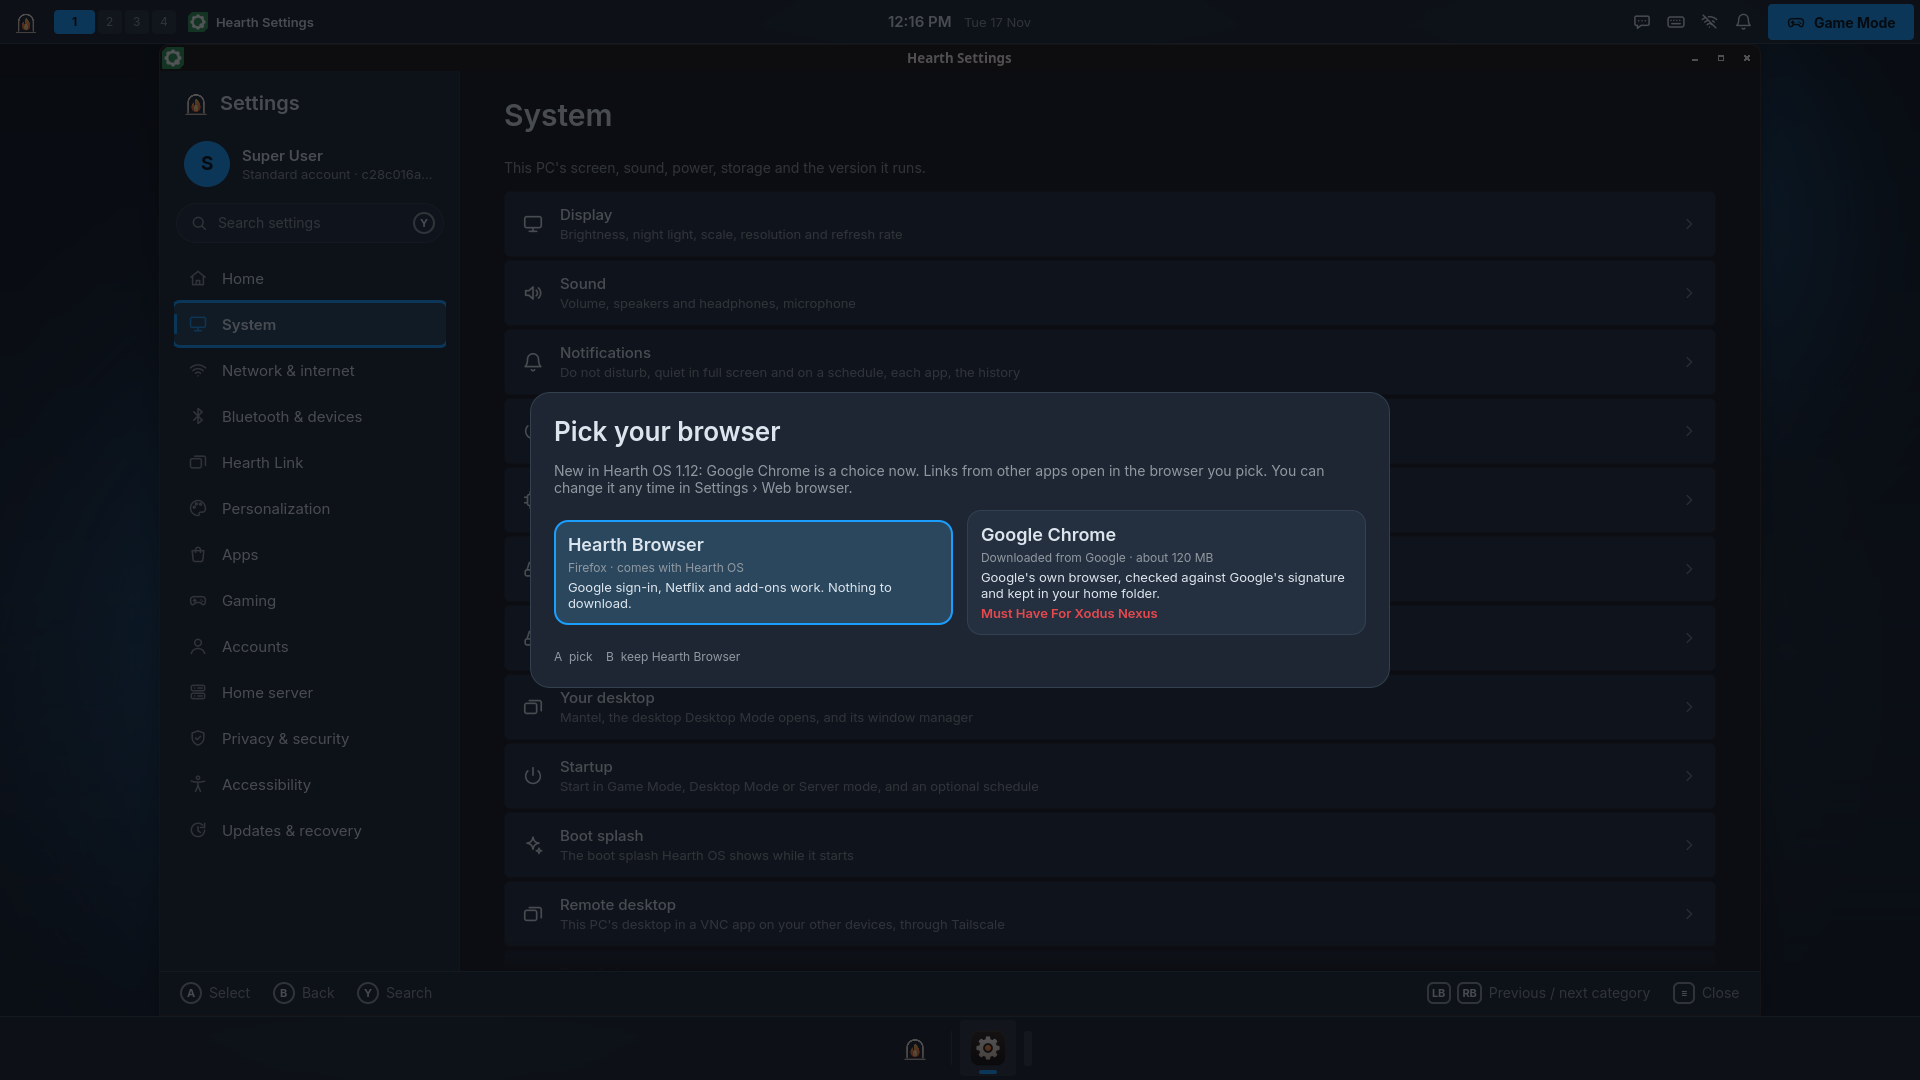 1 2 3 4 Hearth Settings
12:16 PM Tue 17 Nov
Game Mode
Hearth Settings
Settings
S
Super User
Standard account · c28c016a...
Search settings Y
Home
System
Network & internet
Bluetooth & devices
Hearth Link
Personalization
Apps
Gaming
Accounts
Home server
Privacy & security
Accessibility
Updates & recovery
System
This PC's screen, sound, power, storage and the version it runs.
Display
Brightness, night light, scale, resolution and refresh rate
Sound
Volume, speakers and headphones, microphone
Notifications
Do not disturb, quiet in full screen and on a schedule, each app, the history
Pick your browser
New in Hearth OS 1.12: Google Chrome is a choice now. Links from other apps open in the browser you pick. You can
change it any time in Settings › Web browser.
Hearth Browser
Firefox · comes with Hearth OS
Google sign-in, Netflix and add-ons work. Nothing to
download.
Google Chrome
Downloaded from Google · about 120 MB
Google's own browser, checked against Google's signature
and kept in your home folder.
Must Have For Xodus Nexus
A pick B keep Hearth Browser
Your desktop
Mantel, the desktop Desktop Mode opens, and its window manager
Startup
Start in Game Mode, Desktop Mode or Server mode, and an optional schedule
Boot splash
The boot splash Hearth OS shows while it starts
Remote desktop
This PC's desktop in a VNC app on your other devices, through Tailscale
A Select B Back Y Search
LB RB Previous / next category Close